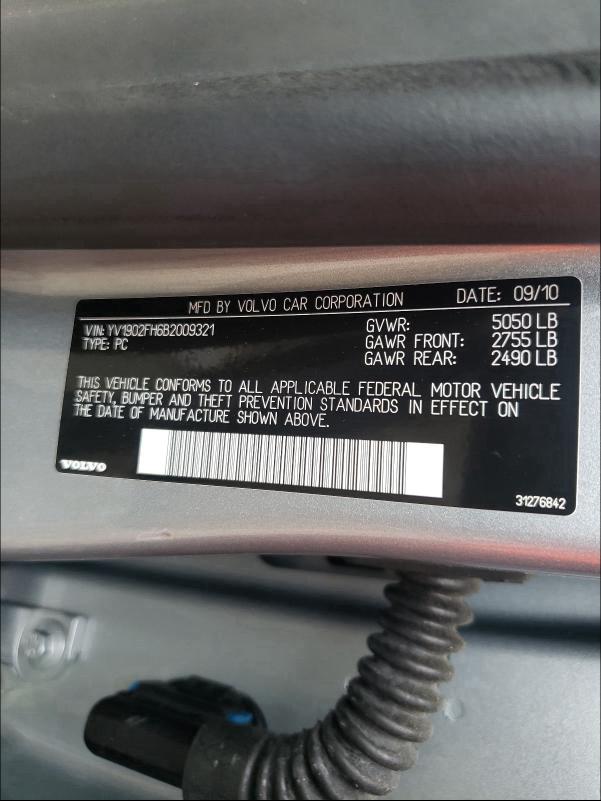 MFD BY VOLVO CAR CORPORATION DATE: 09/10
VIN: YV1902FH6B2009321 GVWR: 5050 LB
TYPE: PC GAWR FRONT: 2755 LB
GAWR REAR: 2490 LB
THIS VEHICLE CONFORMS TO ALL APPLICABLE FEDERAL MOTOR VEHICLE
SAFETY, BUMPER AND THEFT PREVENTION STANDARDS IN EFFECT ON
THE DATE OF MANUFACTURE SHOWN ABOVE.
VOLVO 31276842